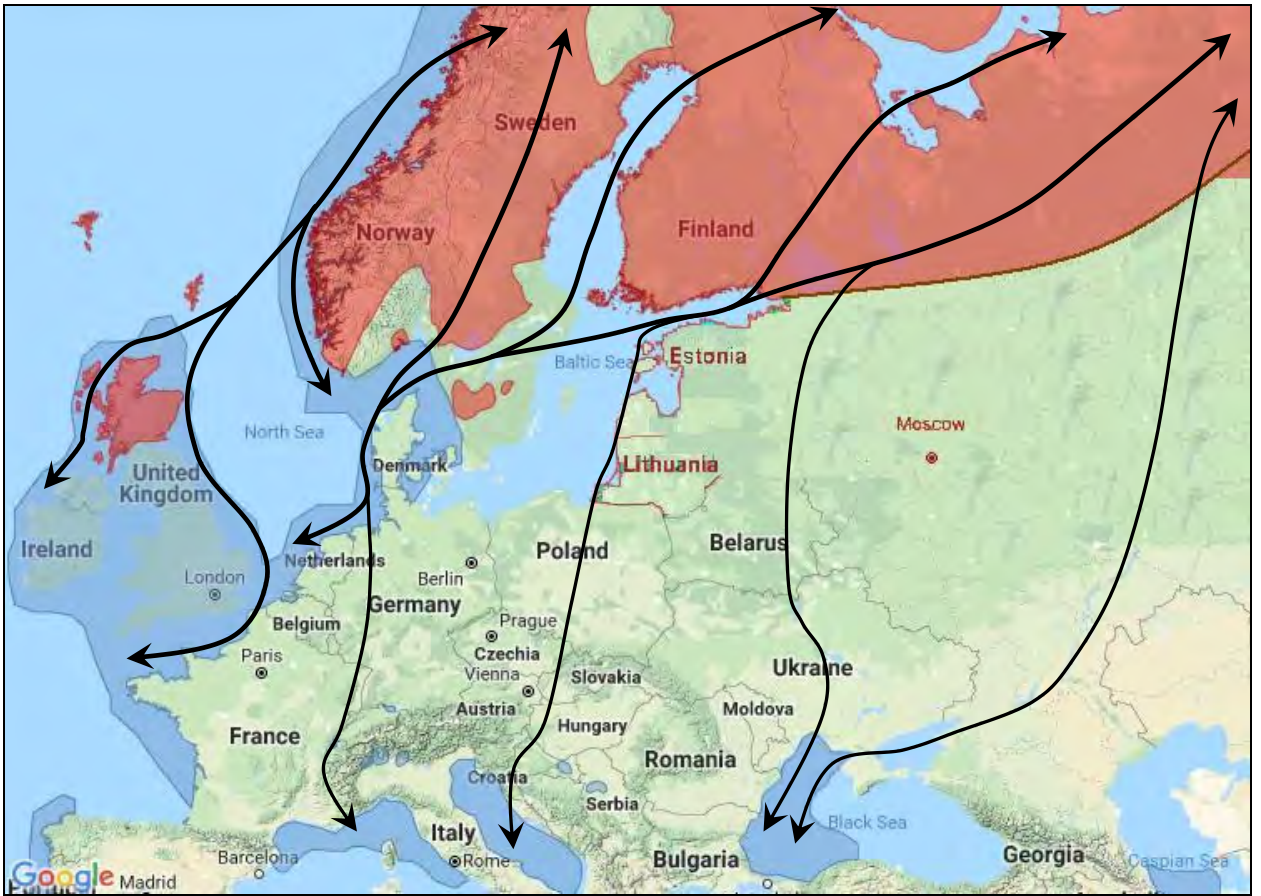 Sweden
Norway
Finland
Baltic Sea
Estonia
North Sea
Moscow
Denmark
Lithuania
United
Kingdom
Ireland
Netherlands
Poland
Belarus
London
Berlin
Germany
Belgium
Prague
Czechia
Paris
Vienna
Slovakia
Ukraine
Austria
Moldova
France
Hungary
Romania
Croatia
Serbia
Italy
Black Sea
Barcelona
Rome
Bulgaria
Georgia
Caspian Sea
Google
Madrid